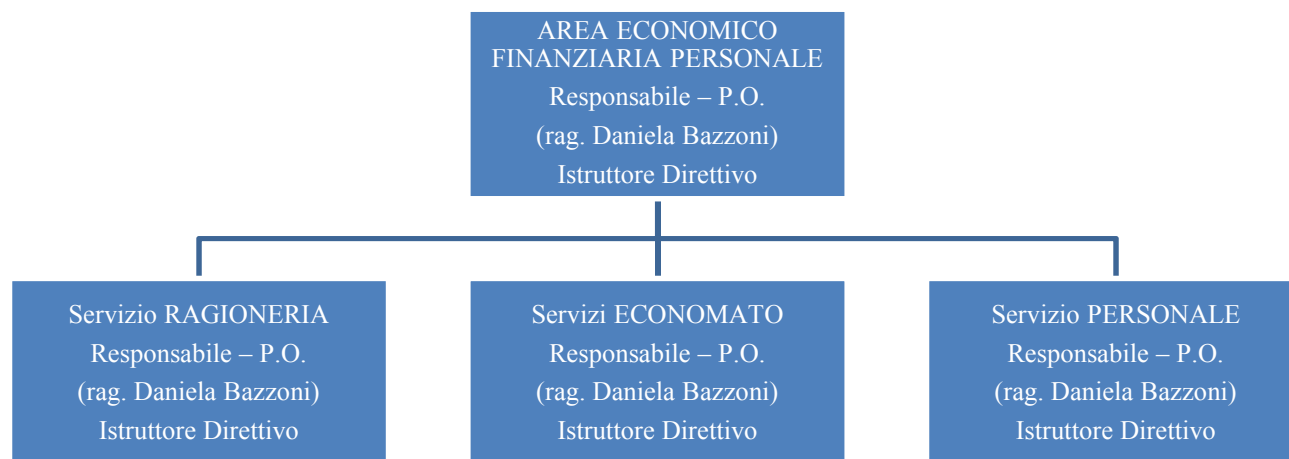 AREA ECONOMICO
FINANZIARIA PERSONALE
Responsabile – P.O.
(rag. Daniela Bazzoni)
Istruttore Direttivo
Servizio RAGIONERIA
Responsabile – P.O.
(rag. Daniela Bazzoni)
Istruttore Direttivo
Servizi ECONOMATO
Responsabile – P.O.
(rag. Daniela Bazzoni)
Istruttore Direttivo
Servizio PERSONALE
Responsabile – P.O.
(rag. Daniela Bazzoni)
Istruttore Direttivo